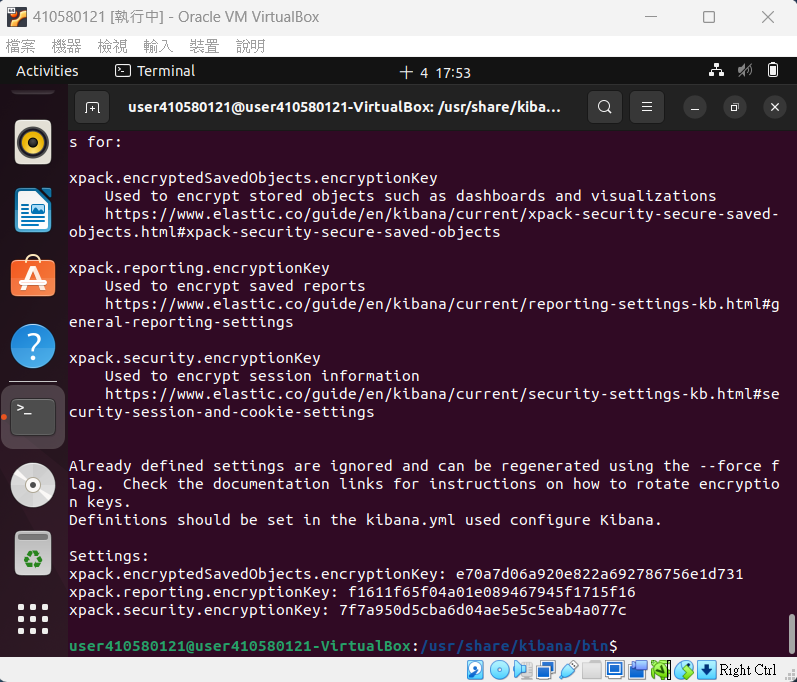 410580121 [執行中] - Oracle VM VirtualBox
檔案 機器 檢視 輸入 裝置 說明
Activities Terminal 4 17:53
user410580121@user410580121-VirtualBox: /usr/share/kiba...
s for:
xpack.encryptedSavedObjects.encryptionKey
Used to encrypt stored objects such as dashboards and visualizations
https://www.elastic.co/guide/en/kibana/current/xpack-security-secure-saved-
objects.html#xpack-security-secure-saved-objects
xpack.reporting.encryptionKey
Used to encrypt saved reports
https://www.elastic.co/guide/en/kibana/current/reporting-settings-kb.html#g
eneral-reporting-settings
xpack.security.encryptionKey
Used to encrypt session information
https://www.elastic.co/guide/en/kibana/current/security-settings-kb.html#se
curity-session-and-cookie-settings
Already defined settings are ignored and can be regenerated using the --force f
lag.  Check the documentation links for instructions on how to rotate encryptio
n keys.
Definitions should be set in the kibana.yml used configure Kibana.
Settings:
xpack.encryptedSavedObjects.encryptionKey: e70a7d06a920e822a692786756e1d731
xpack.reporting.encryptionKey: f1611f65f04a01e089467945f1715f16
xpack.security.encryptionKey: 7f7a950d5cba6d04ae5e5c5eab4a077c
user410580121@user410580121-VirtualBox:/usr/share/kibana/bin$
Right Ctrl